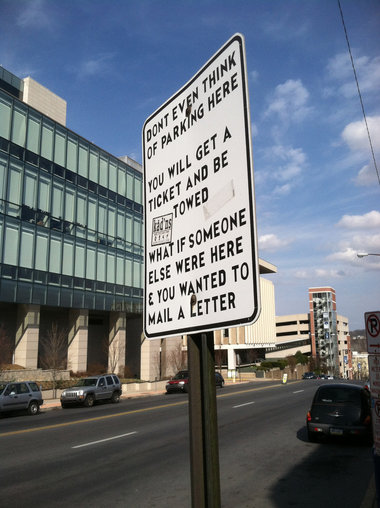 DONT EVEN THINK
OF PARKING HERE
YOU WILL GET A
TICKET AND BE
TOWED
WHAT IF SOMEONE
ELSE WERE HERE
& YOU WANTED TO
MAIL A LETTER